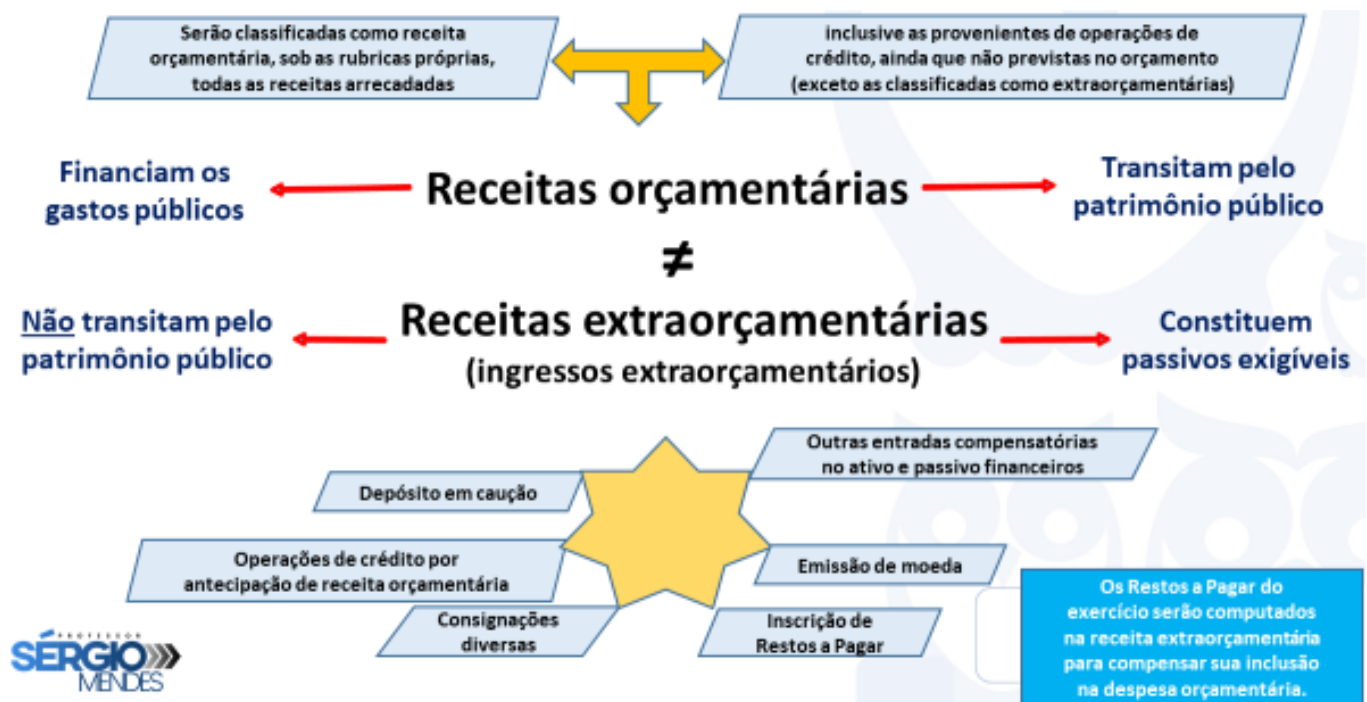 Serão classificadas como receita
orçamentária, sob as rubricas próprias,
todas as receitas arrecadadas
inclusive as provenientes de operações de
crédito, ainda que não previstas no orçamento
(exceto as classificadas como extraorçamentárias)
Financiam os
gastos públicos
Receitas orçamentárias
Transitam pelo
patrimônio público
≠
Não transitam pelo
patrimônio público
Receitas extraorçamentárias
(ingressos extraorçamentários)
Constituem
passivos exigíveis
Outras entradas compensatórias
no ativo e passivo financeiros
Depósito em caução
Operações de crédito por
antecipação de receita orçamentária
Emissão de moeda
Consignações
diversas
Inscrição de
Restos a Pagar
Os Restos a Pagar do
exercício serão computados
na receita extraorçamentária
para compensar sua inclusão
na despesa orçamentária.
PROFESSOR
SÉRGIO
MENDES